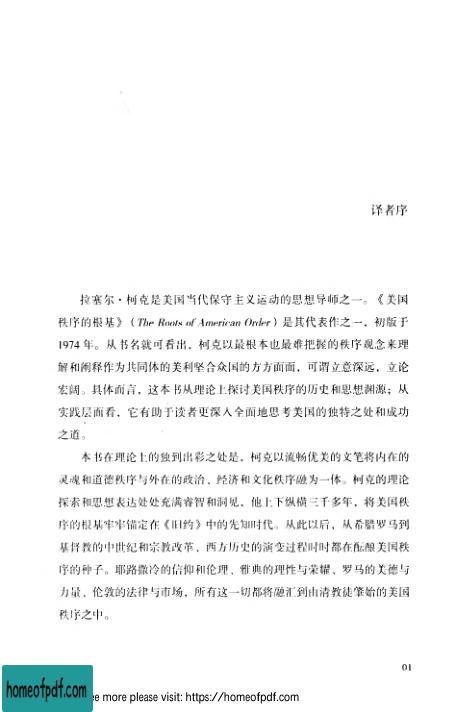 译者序
拉塞尔·柯克是美国当代保守主义运动的思想导师之一。《美国
秩序的根基》（The Roots of American Order）是其代表作之一，初版于
1974 年。从书名就可看出，柯克以最根本也最难把握的秩序观念来理
解和阐释作为共同体的美利坚合众国的方方面面，可谓立意深远，立论
宏阔。具体而言，这本书从理论上探讨美国秩序的历史和思想渊源；从
实践层面看，它有助于读者更深入全面地思考美国的独特之处和成功
之道。
本书在理论上的独到出彩之处是，柯克以流畅优美的文笔将内在的
灵魂和道德秩序与外在的政治、经济和文化秩序融为一体。柯克的理论
探索和思想表达处处充满睿智和洞见，他上下纵横三千多年，将美国秩
序的根基牢牢锚定在《旧约》中的先知时代。从此以后，从希腊罗马到
基督教的中世纪和宗教改革，西方历史的演变过程时时都在酝酿美国秩
序的种子。耶路撒冷的信仰和伦理、雅典的理性与荣耀、罗马的美德与
力量、伦敦的法律与市场，所有这一切都将融汇到由清教徒肇始的美国
秩序之中。
01
homeofpdf.com
ee more please visit: https://homeofpdf.com